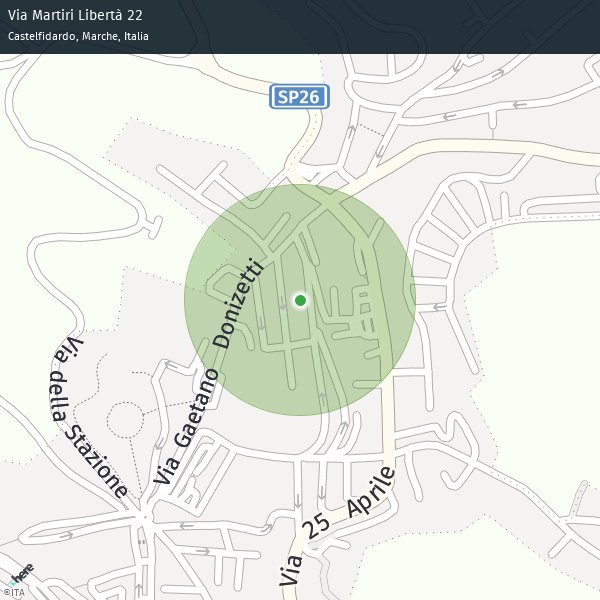 Via Martiri Libertà 22
Castelfidardo, Marche, Italia
SP26
Via Gaetano Donizetti
Via della Stazione
Via 25 Aprile
here
©ITA